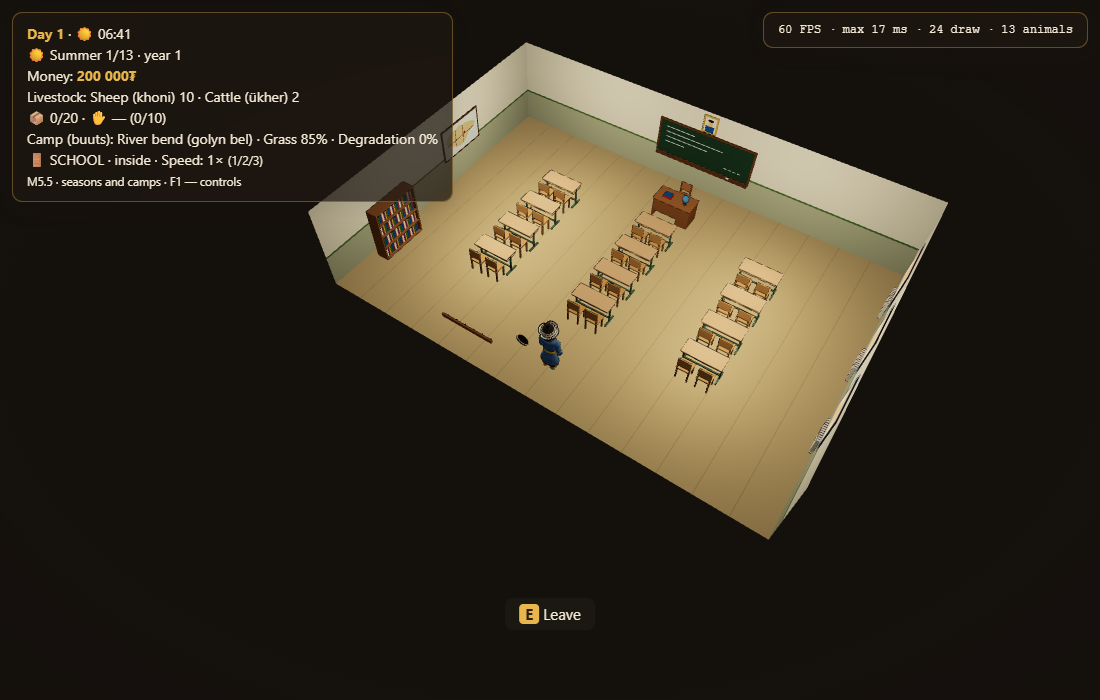 Day 1 · 06:41
Summer 1/13 · year 1
Money: 200 000₮
Livestock: Sheep (khoni) 10 · Cattle (ükher) 2
0/20 · — (0/10)
Camp (buuts): River bend (golyn bel) · Grass 85% · Degradation 0%
SCHOOL · inside · Speed: 1× (1/2/3)
M5.5 · seasons and camps · F1 — controls
60 FPS · max 17 ms · 24 draw · 13 animals
E Leave